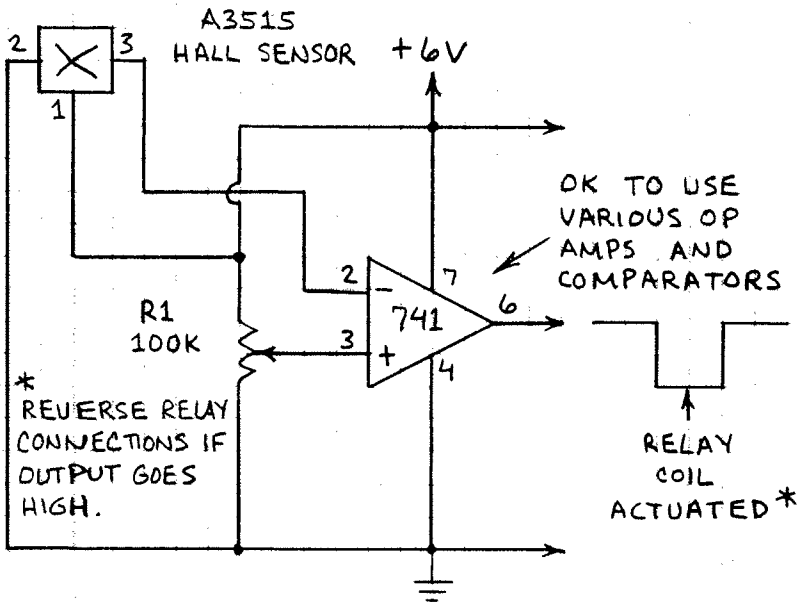 A3515
HALL SENSOR
2
3
1
+6V
OK TO USE
VARIOUS OP
AMPS AND
COMPARATORS
2
-
7
741
6
3
+
4
R1
100K
*
REVERSE RELAY
CONNECTIONS IF
OUTPUT GOES
HIGH.
RELAY
COIL
ACTUATED*